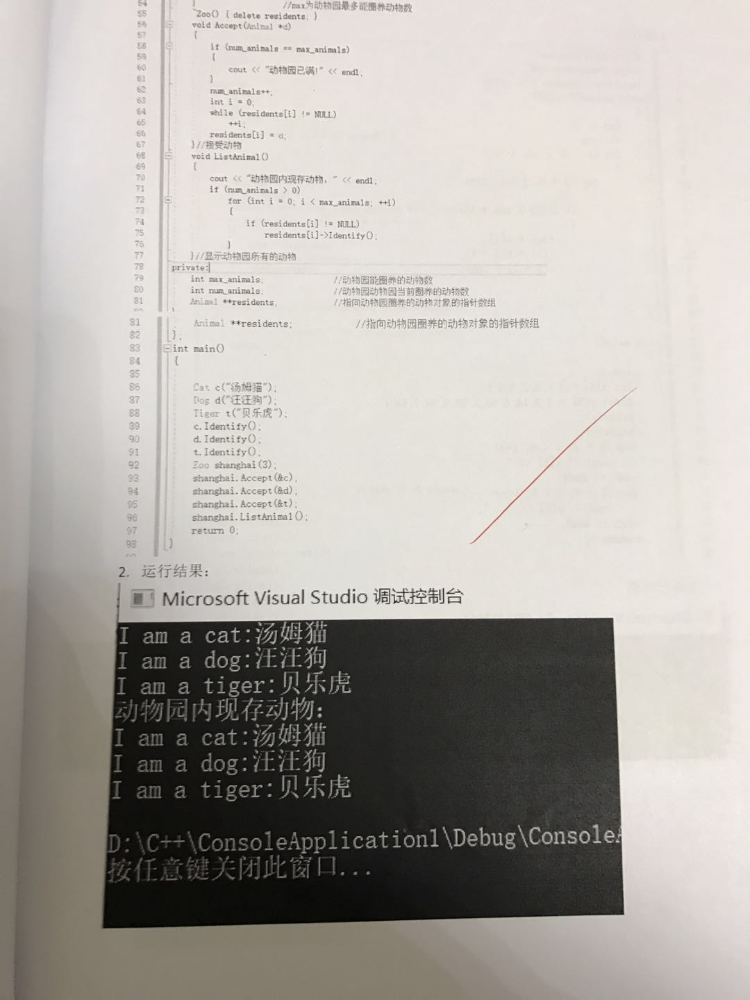 54 } //max为动物园最多能圈养动物数
55 ~Zoo() { delete residents; }
56 void Accept(Animal *d)
57 {
58 if (num_animals == max_animals)
59 {
60 cout << "动物园已满!" << endl;
61 }
62 num_animals++;
63 int i = 0;
64 while (residents[i] != NULL)
65 ++i;
66 residents[i] = d;
67 }//接受动物
68 void ListAnimal()
69 {
70 cout << "动物园内现存动物：" << endl;
71 if (num_animals > 0)
72 for (int i = 0; i < max_animals; ++i)
73 {
74 if (residents[i] != NULL)
75 residents[i]->Identify();
76 }
77 }//显示动物园所有的动物
78 private:
79 int max_animals; //动物园能圈养的动物数
80 int num_animals; //动物园动物园当前圈养的动物数
81 Animal **residents; //指向动物园圈养的动物对象的指针数组
81 Animal **residents; //指向动物园圈养的动物对象的指针数组
82 };
83 int main()
84 {
85
86 Cat c("汤姆猫");
87 Dog d("汪汪狗");
88 Tiger t("贝乐虎");
89 c.Identify();
90 d.Identify();
91 t.Identify();
92 Zoo shanghai(3);
93 shanghai.Accept(&c);
94 shanghai.Accept(&d);
95 shanghai.Accept(&t);
96 shanghai.ListAnimal();
97 return 0;
98 }
2. 运行结果：
Microsoft Visual Studio 调试控制台
I am a cat:汤姆猫
I am a dog:汪汪狗
I am a tiger:贝乐虎
动物园内现存动物：
I am a cat:汤姆猫
I am a dog:汪汪狗
I am a tiger:贝乐虎
D:\C++\ConsoleApplication1\Debug\ConsoleA
按任意键关闭此窗口...